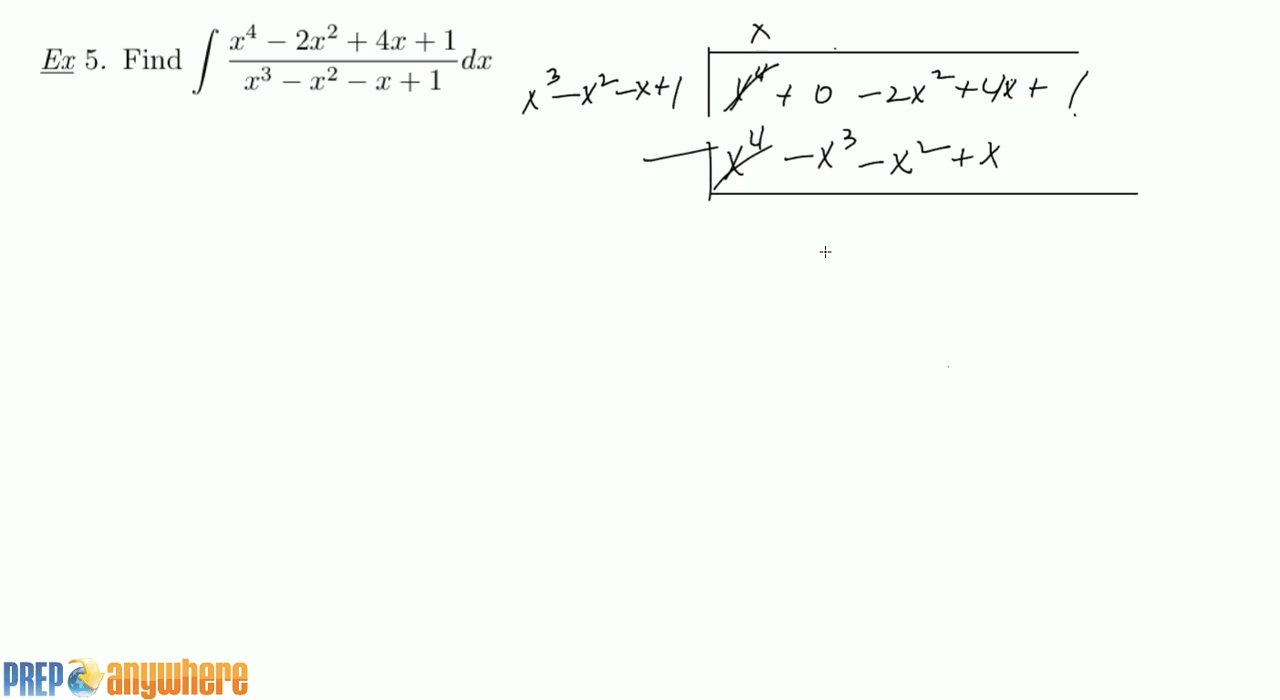 Ex 5. Find ∫ (x⁴ − 2x² + 4x + 1)/(x³ − x² − x + 1) dx
x
x³−x²−x+1 | x⁴ + 0 − 2x² + 4x + 1
− x⁴ − x³ − x² + x
PREP anywhere